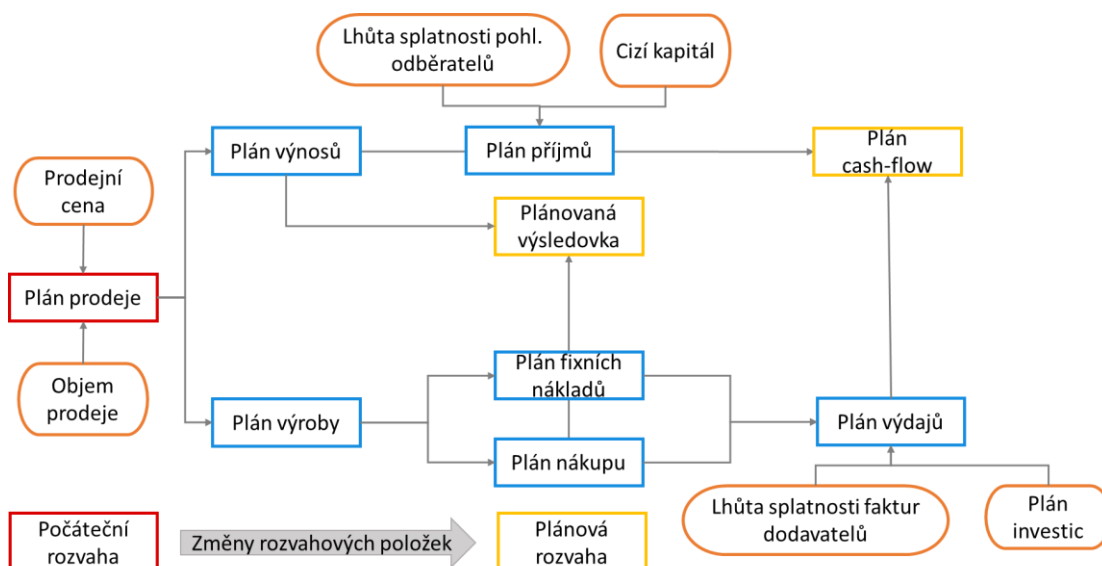 Lhůta splatnosti pohl.
odběratelů
Cizí kapitál
Plán výnosů
Plán příjmů
Plán
cash-flow
Prodejní
cena
Plánovaná
výsledovka
Plán prodeje
Plán fixních
nákladů
Objem
prodeje
Plán výroby
Plán výdajů
Plán nákupu
Lhůta splatnosti faktur
dodavatelů
Plán
investic
Počáteční
rozvaha
Změny rozvahových položek
Plánová
rozvaha